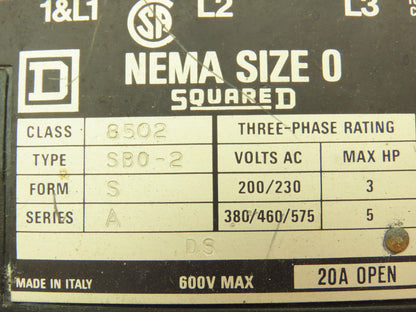 1&L1 L2 L3
SA
D NEMA SIZE 0
SQUARE D
CLASS 8502 THREE-PHASE RATING
TYPE SBO-2 VOLTS AC MAX HP
FORM S 200/230 3
SERIES A 380/460/575 5
DS
MADE IN ITALY 600V MAX 20A OPEN